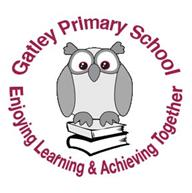 Gatley Primary School
Enjoying Learning & Achieving Together